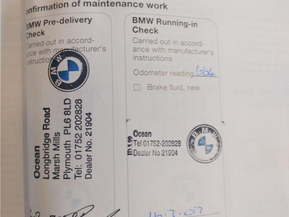 onfirmation of maintenance work
BMW Pre-delivery
Check
Carried out in accord-
ance with manufacturer's
instructions
Ocean
Longbridge Road
Marsh Mills
Plymouth PL6 8LD
Tel: 01752 202828
Dealer No. 21904
BMW Running-in
Check
Carried out in accord-
ance with manufacturer's
instructions
Odometer reading
Brake fluid, new
Ocean
Tel 01752-202828
Dealer No 21904